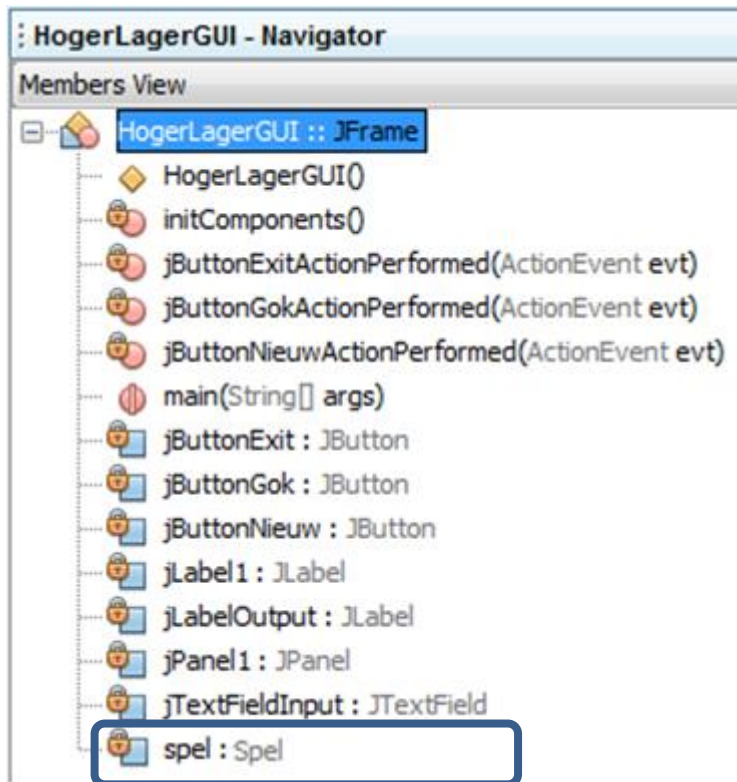 HogerLagerGUI - Navigator
Members View
HogerLagerGUI :: JFrame
HogerLagerGUI()
initComponents()
jButtonExitActionPerformed(ActionEvent evt)
jButtonGokActionPerformed(ActionEvent evt)
jButtonNieuwActionPerformed(ActionEvent evt)
main(String[] args)
jButtonExit : JButton
jButtonGok : JButton
jButtonNieuw : JButton
jLabel1 : JLabel
jLabelOutput : JLabel
jPanel1 : JPanel
jTextFieldInput : JTextField
spel : Spel